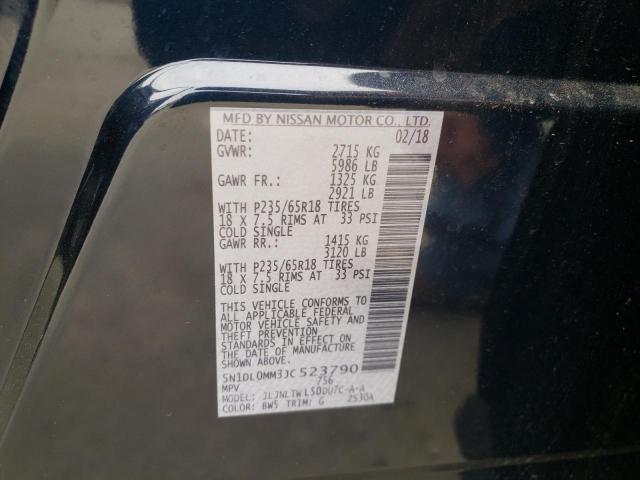 MFD BY NISSAN MOTOR CO., LTD.
DATE: 02/18
GVWR: 2715 KG
5986 LB
GAWR FR.: 1325 KG
2921 LB
WITH P235/65R18 TIRES
18 X 7.5 RIMS AT 33 PSI
COLD SINGLE
GAWR RR.: 1415 KG
3120 LB
WITH P235/65R18 TIRES
18 X 7.5 RIMS AT 33 PSI
COLD SINGLE
THIS VEHICLE CONFORMS TO
ALL APPLICABLE FEDERAL
MOTOR VEHICLE SAFETY AND
THEFT PREVENTION
STANDARDS IN EFFECT ON
THE DATE OF MANUFACTURE
SHOWN ABOVE.
5N1DL0MM3JC523790
MPV 756
MODEL: JLJNLTWL50DU7C-A-A
COLOR: BW5 TRIM: G 2530A